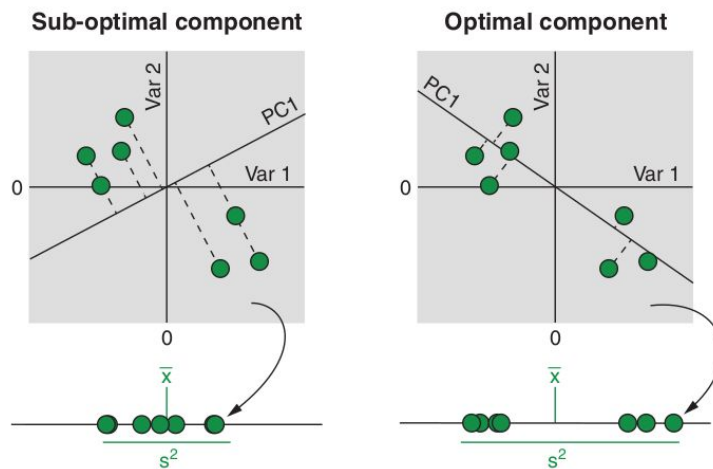 Sub-optimal component
Var 2
PC1
Var 1
0
0
x̅
s²
Optimal component
PC1
Var 2
Var 1
0
0
x̅
s²